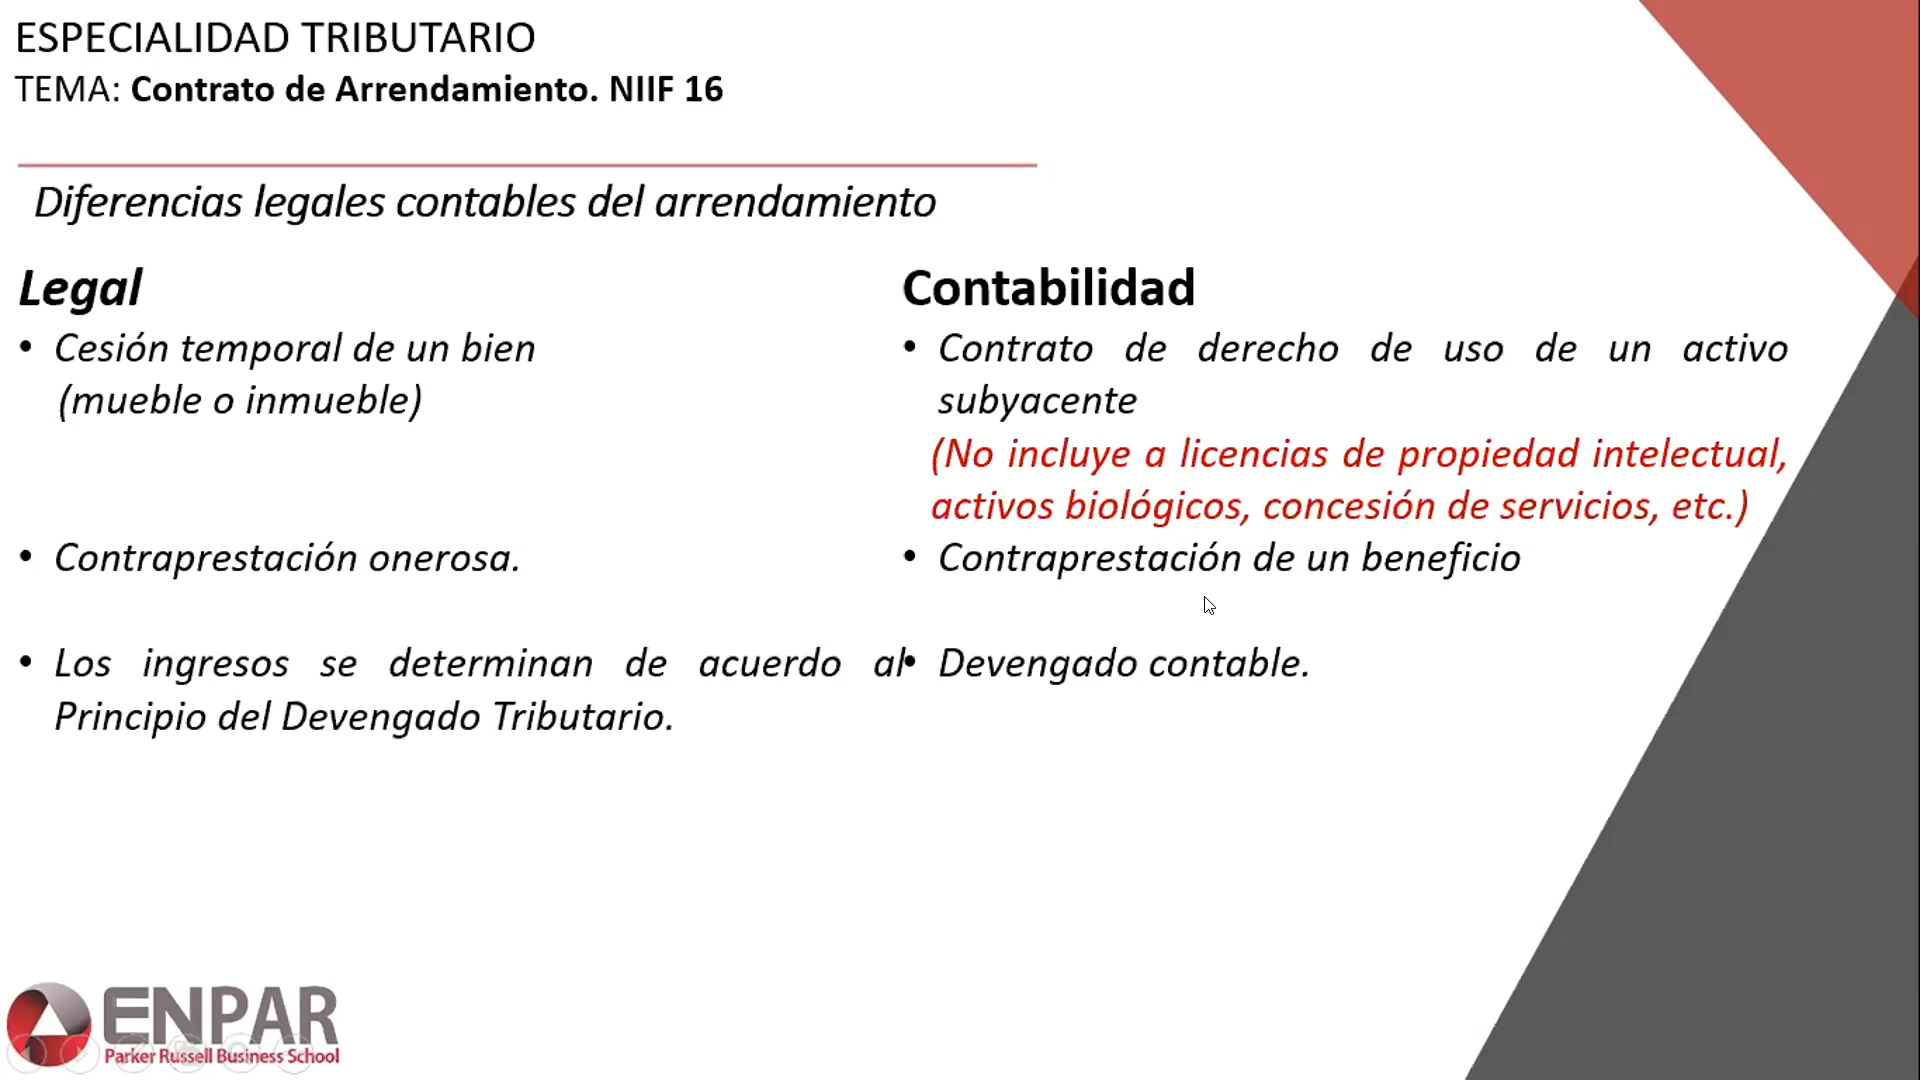 ESPECIALIDAD TRIBUTARIO
TEMA: Contrato de Arrendamiento. NIIF 16
Diferencias legales contables del arrendamiento
Legal
• Cesión temporal de un bien
(mueble o inmueble)
• Contraprestación onerosa.
• Los ingresos se determinan de acuerdo al
Principio del Devengado Tributario.
Contabilidad
• Contrato de derecho de uso de un activo
subyacente
(No incluye a licencias de propiedad intelectual,
activos biológicos, concesión de servicios, etc.)
• Contraprestación de un beneficio
• Devengado contable.
ENPAR
Parker Russell Business School